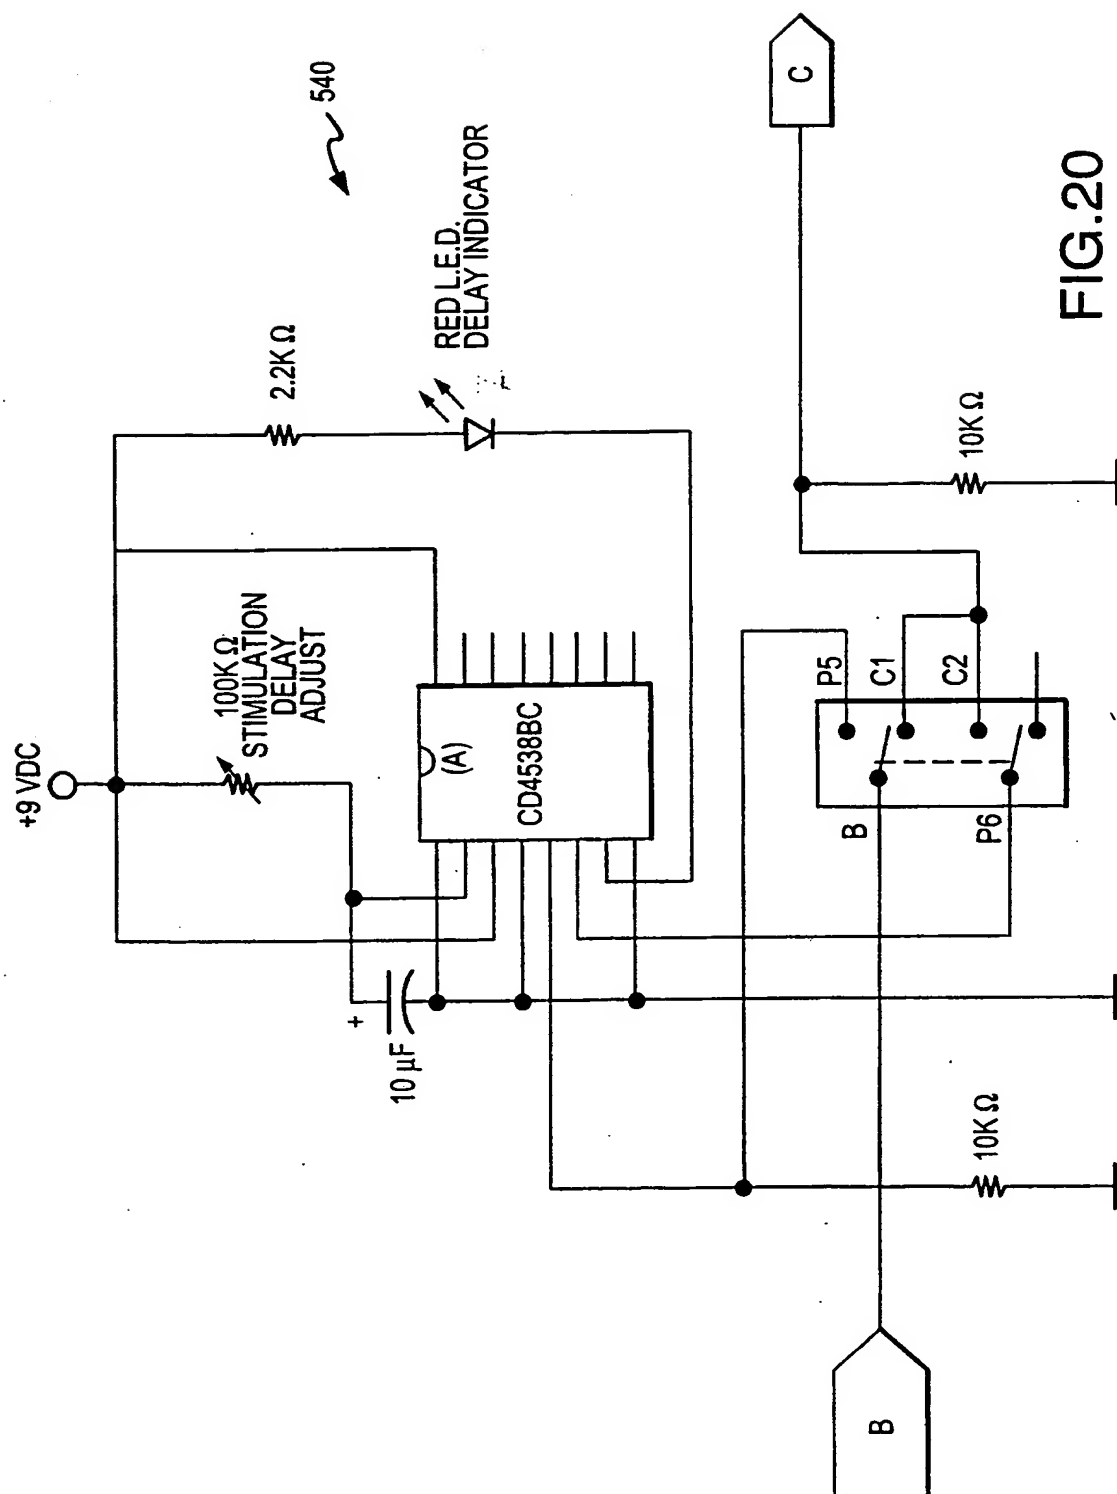 +9 VDC
540
100K Ω
STIMULATION
DELAY
ADJUST
2.2K Ω
RED L.E.D.
DELAY INDICATOR
(A)
CD4538BC
+
10 µF
P5
C1
C2
B
P6
10K Ω
10K Ω
B
C
FIG.20